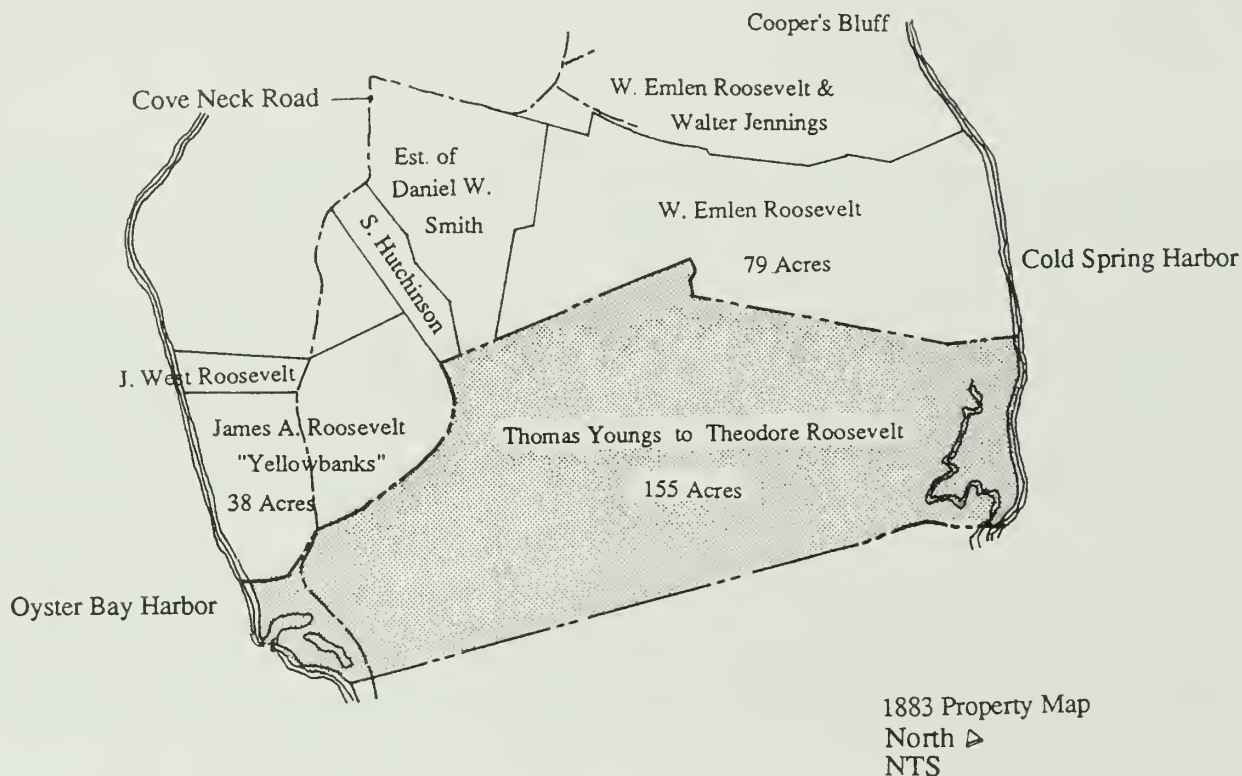 Cooper's Bluff
Cove Neck Road
W. Emlen Roosevelt &
Walter Jennings
Est. of
Daniel W.
Smith
S. Hutchinson
W. Emlen Roosevelt
79 Acres
Cold Spring Harbor
J. West Roosevelt
James A. Roosevelt
"Yellowbanks"
38 Acres
Thomas Youngs to Theodore Roosevelt
155 Acres
Oyster Bay Harbor
1883 Property Map
North
NTS